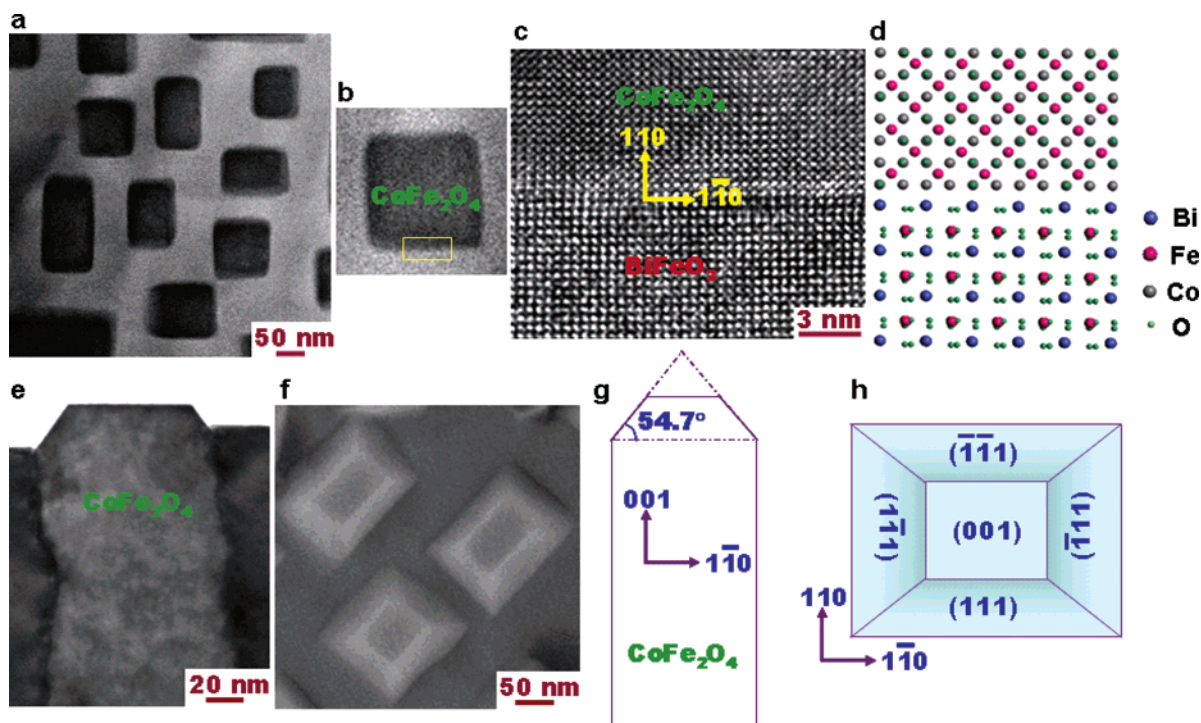 a
50 nm
b
CoFe₂O₄
c
CoFe₂O₄
110
11̅0
BiFeO₃
3 nm
d
Bi
Fe
Co
O
e
CoFe₂O₄
20 nm
f
50 nm
g
54.7°
001
11̅0
CoFe₂O₄
h
(1̅1̅1)
(11̅1)
(001)
(1̅11)
(111)
110
11̅0